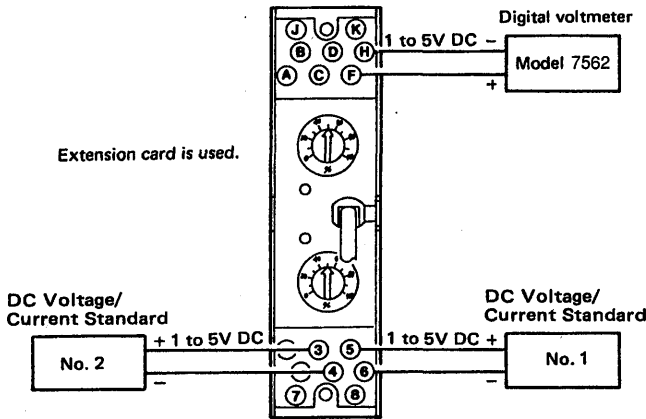 Digital voltmeter
J K
B D H 1 to 5V DC −
Model 7562
A C F +
Extension card is used.
%
%
DC Voltage/
Current Standard
DC Voltage/
Current Standard
+ 1 to 5V DC 3 5 1 to 5V DC +
No. 2
No. 1
− 4 6 −
7 8